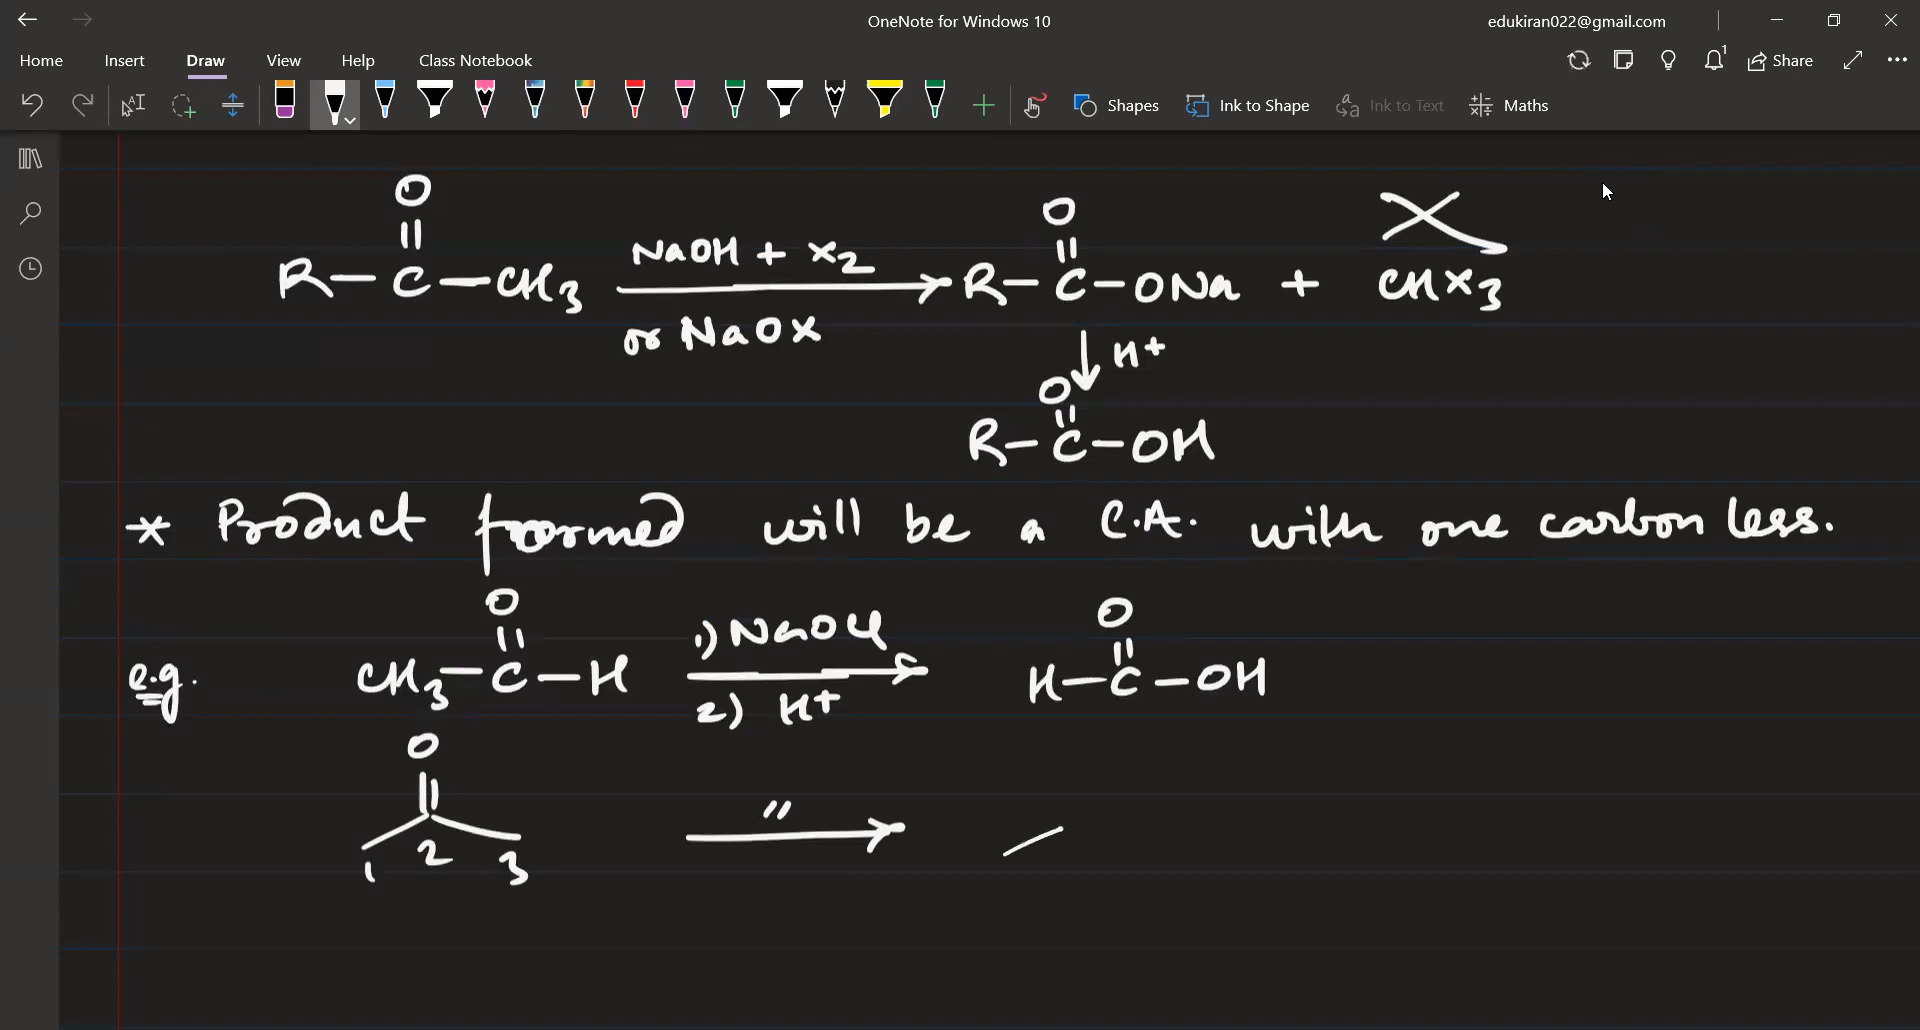 OneNote for Windows 10
edukiran022@gmail.com
Home Insert Draw View Help Class Notebook
1 Share
Shapes Ink to Shape Ink to Text Maths
O
||
R-C-CH3 NaOH + X2 or NaOX → R-C-ONa + CHX3
O
||
↓ H+
O
||
R-C-OH
* Product formed will be a C.A. with one carbon less.
O
||
e.g. CH3-C-H 1) NaOCl 2) H+ → H-C-OH
O
||
O
||
1 2 3 〃 →